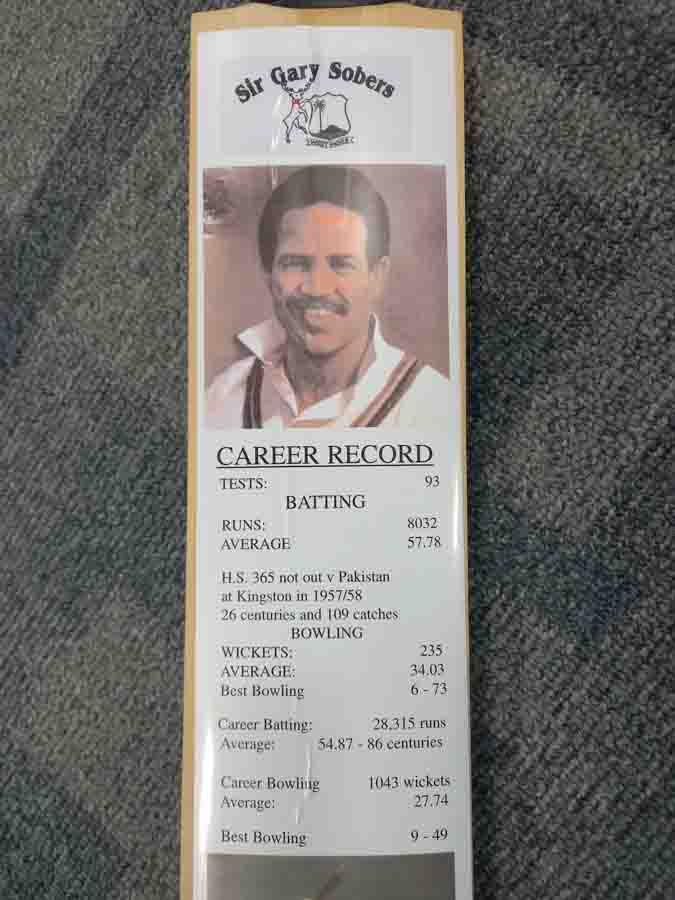 Sir Gary Sobers
WEST INDIES
CAREER RECORD
TESTS: 93
BATTING
RUNS: 8032
AVERAGE 57.78
H.S. 365 not out v Pakistan
at Kingston in 1957/58
26 centuries and 109 catches
BOWLING
WICKETS: 235
AVERAGE: 34.03
Best Bowling 6 - 73
Career Batting: 28,315 runs
Average: 54.87 - 86 centuries
Career Bowling 1043 wickets
Average: 27.74
Best Bowling 9 - 49